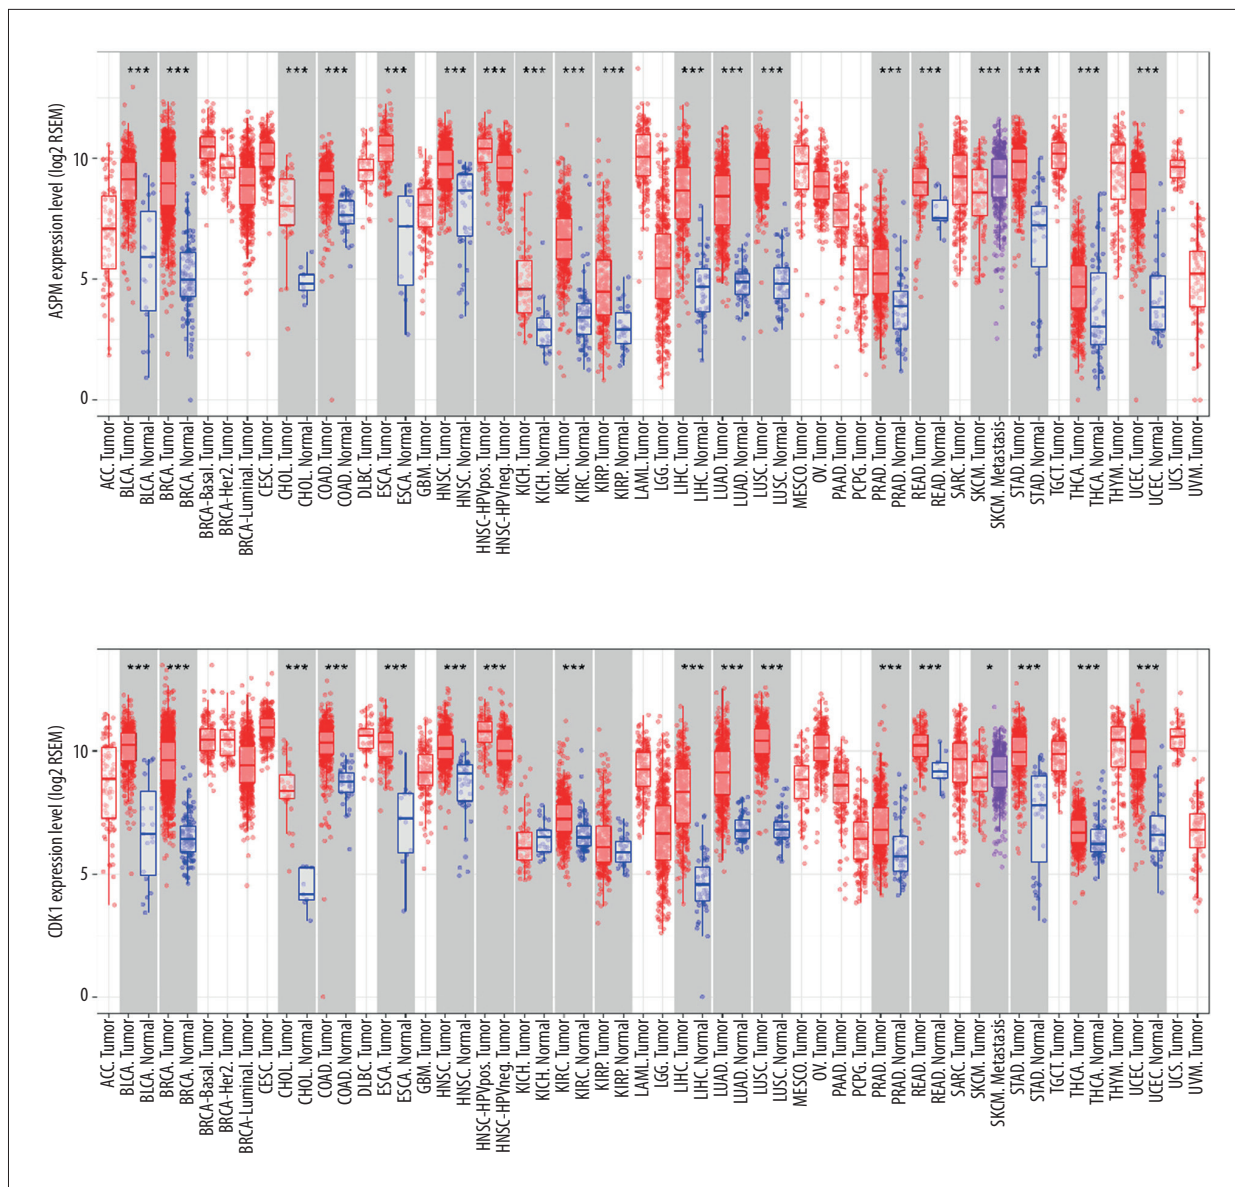 *** *** *** *** *** *** *** *** *** *** *** *** *** *** *** *** *** *** ***
ASPM expression level (log2 RSEM)
10
5
0
ACC. Tumor
BLCA. Tumor
BLCA. Normal
BRCA. Tumor
BRCA. Normal
BRCA-Basal. Tumor
BRCA-Her2. Tumor
BRCA-Luminal. Tumor
CESC. Tumor
CHOL. Tumor
CHOL. Normal
COAD. Tumor
COAD. Normal
DLBC. Tumor
ESCA. Tumor
ESCA. Normal
GBM. Tumor
HNSC. Tumor
HNSC. Normal
HNSC-HPVpos. Tumor
HNSC-HPVneg. Tumor
KICH. Tumor
KICH. Normal
KIRC. Tumor
KIRC. Normal
KIRP. Tumor
KIRP. Normal
LAML. Tumor
LGG. Tumor
LIHC. Tumor
LIHC. Normal
LUAD. Tumor
LUAD. Normal
LUSC. Tumor
LUSC. Normal
MESCO. Tumor
OV. Tumor
PAAD. Tumor
PCPG. Tumor
PRAD. Tumor
PRAD. Normal
READ. Tumor
READ. Normal
SARC. Tumor
SKCM. Tumor
SKCM. Metastasis
STAD. Tumor
STAD. Normal
TGCT. Tumor
THCA. Tumor
THCA. Normal
THYM. Tumor
UCEC. Tumor
UCEC. Normal
UCS. Tumor
UVM. Tumor
*** *** *** *** *** *** *** *** *** *** *** *** *** * *** *** ***
CDK1 expression level (log2 RSEM)
10
5
0
ACC. Tumor
BLCA. Tumor
BLCA. Normal
BRCA. Tumor
BRCA. Normal
BRCA-Basal. Tumor
BRCA-Her2. Tumor
BRCA-Luminal. Tumor
CESC. Tumor
CHOL. Tumor
CHOL. Normal
COAD. Tumor
COAD. Normal
DLBC. Tumor
ESCA. Tumor
ESCA. Normal
GBM. Tumor
HNSC. Tumor
HNSC. Normal
HNSC-HPVpos. Tumor
HNSC-HPVneg. Tumor
KICH. Tumor
KICH. Normal
KIRC. Tumor
KIRC. Normal
KIRP. Tumor
KIRP. Normal
LAML. Tumor
LGG. Tumor
LIHC. Tumor
LIHC. Normal
LUAD. Tumor
LUAD. Normal
LUSC. Tumor
LUSC. Normal
MESCO. Tumor
OV. Tumor
PAAD. Tumor
PCPG. Tumor
PRAD. Tumor
PRAD. Normal
READ. Tumor
READ. Normal
SARC. Tumor
SKCM. Tumor
SKCM. Metastasis
STAD. Tumor
STAD. Normal
TGCT. Tumor
THCA. Tumor
THCA. Normal
THYM. Tumor
UCEC. Tumor
UCEC. Normal
UCS. Tumor
UVM. Tumor